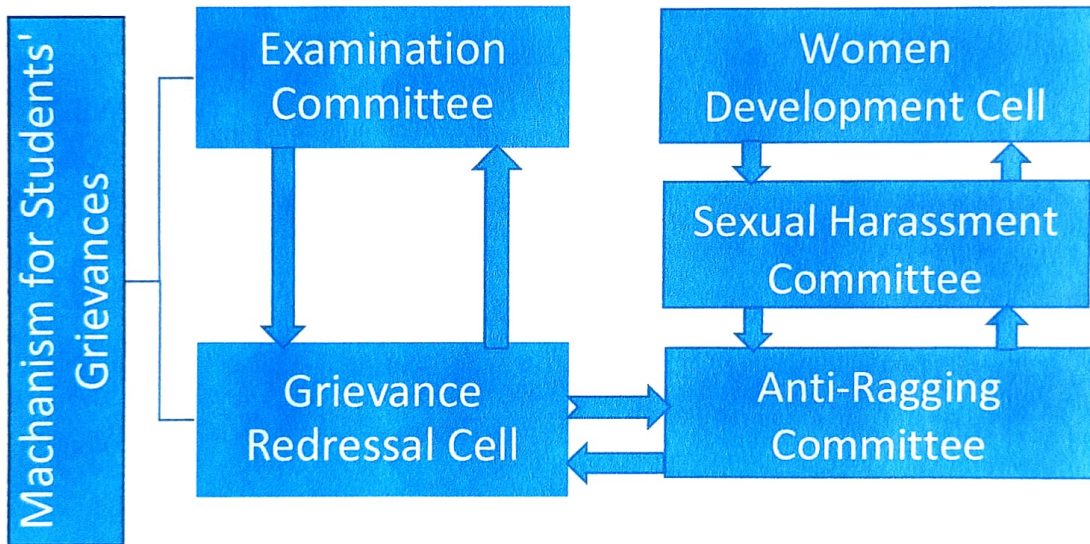 Machanism for Students'
Grievances
Examination
Committee
Grievance
Redressal Cell
Women
Development Cell
Sexual Harassment
Committee
Anti-Ragging
Committee